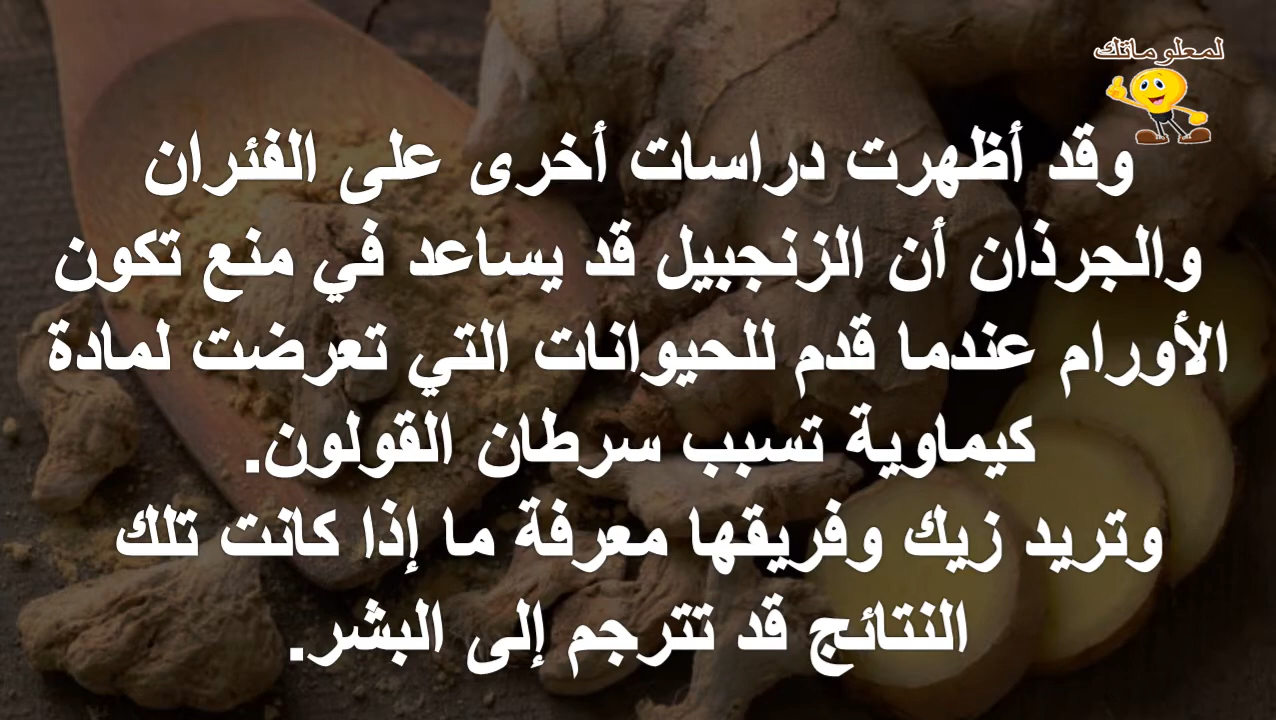 لمعلوماتك
وقد أظهرت دراسات أخرى على الفئران
والجرذان أن الزنجبيل قد يساعد في منع تكون
الأورام عندما قدم للحيوانات التي تعرضت لمادة
كيماوية تسبب سرطان القولون.
وتريد زيك وفريقها معرفة ما إذا كانت تلك
النتائج قد تترجم إلى البشر.